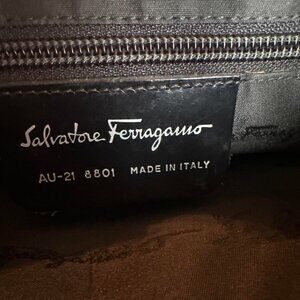 Salvatore Ferragamo
AU-21 8801 MADE IN ITALY